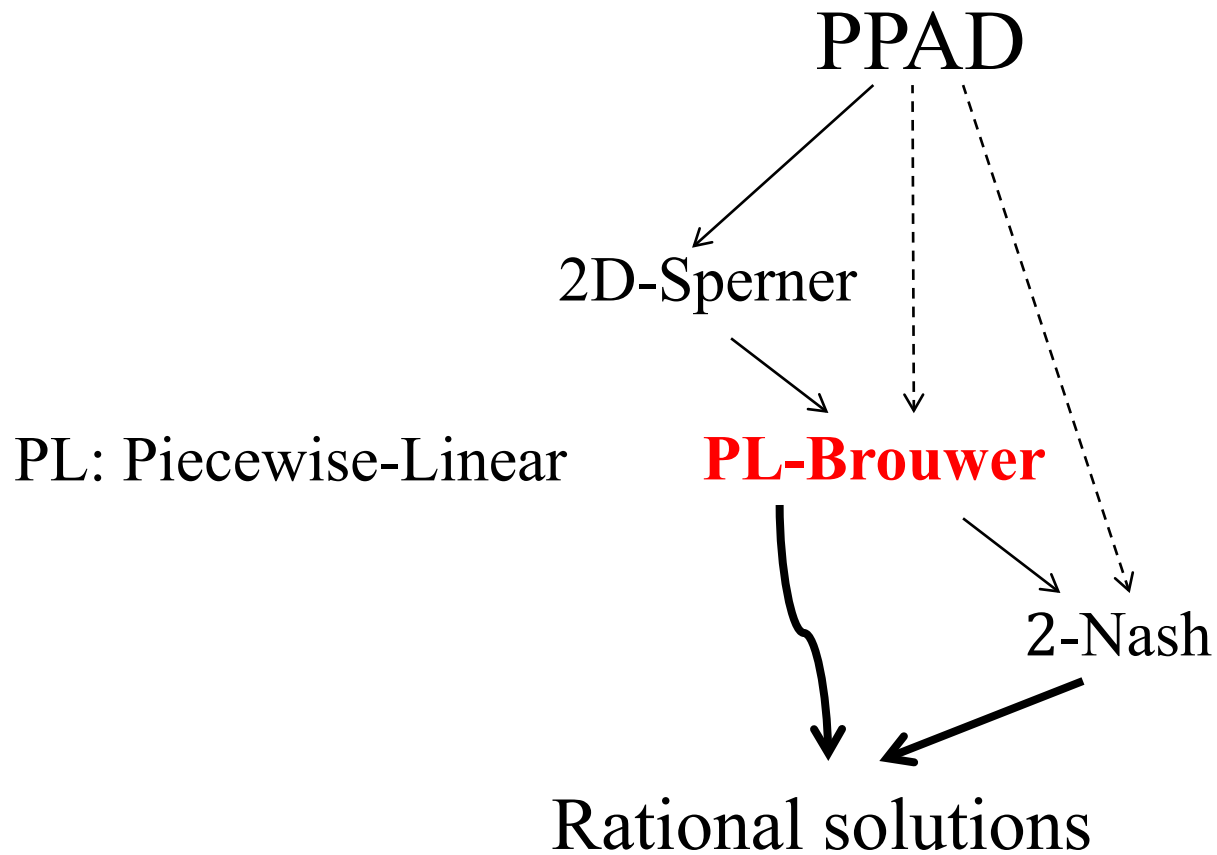 PPAD
2D-Sperner
PL: Piecewise-Linear PL-Brouwer
2-Nash
Rational solutions